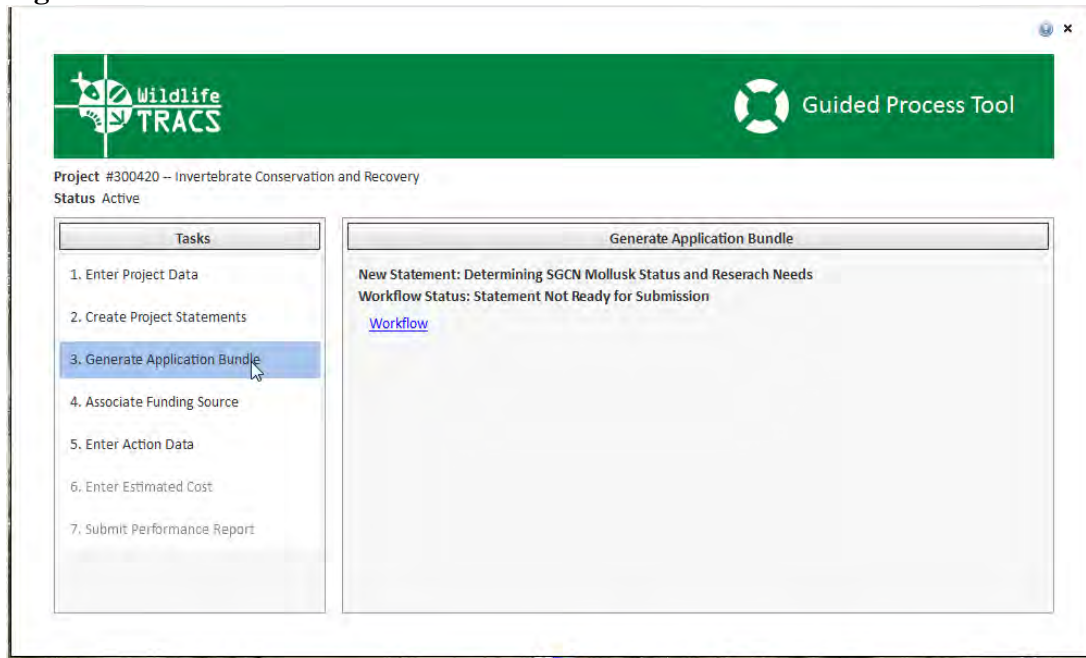 Wildlife
TRACS
Guided Process Tool
Project #300420 -- Invertebrate Conservation and Recovery
Status Active
Tasks
1. Enter Project Data
2. Create Project Statements
3. Generate Application Bundle
4. Associate Funding Source
5. Enter Action Data
6. Enter Estimated Cost
7. Submit Performance Report
Generate Application Bundle
New Statement: Determining SGCN Mollusk Status and Reserach Needs
Workflow Status: Statement Not Ready for Submission
Workflow